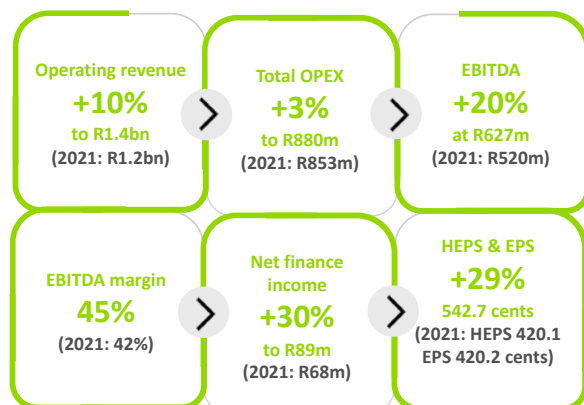 Operating revenue
+10%
to R1.4bn
(2021: R1.2bn)
Total OPEX
+3%
to R880m
(2021: R853m)
EBITDA
+20%
at R627m
(2021: R520m)
EBITDA margin
45%
(2021: 42%)
Net finance
income
+30%
to R89m
(2021: R68m)
HEPS & EPS
+29%
542.7 cents
(2021: HEPS 420.1
EPS 420.2 cents)